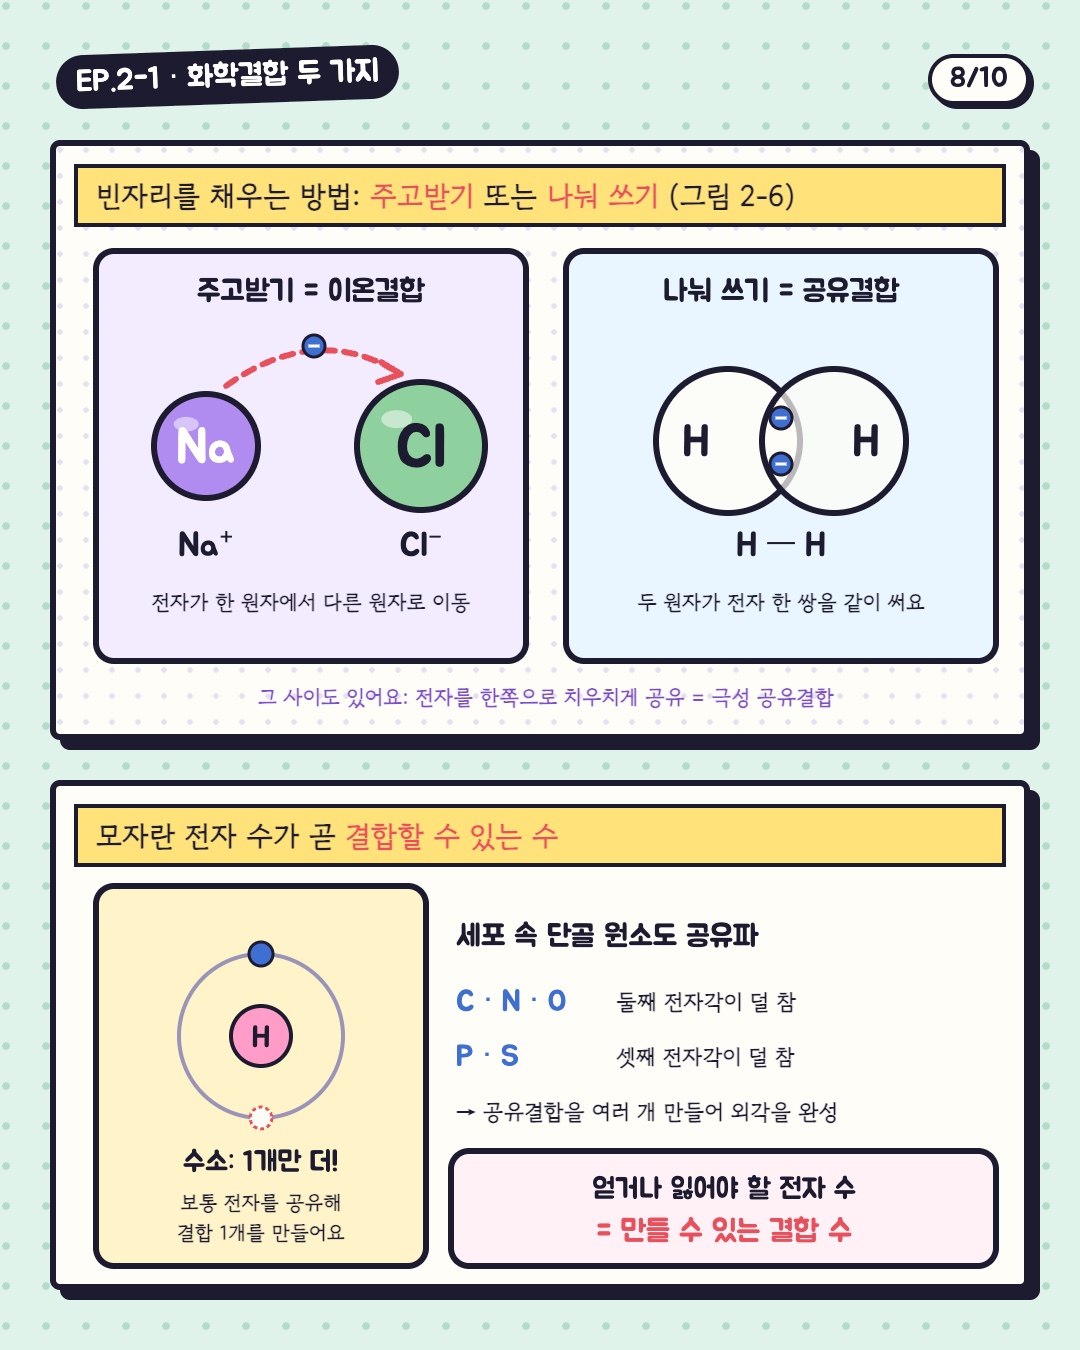 EP.2-1 · 화학결합 두 가지
8/10
빈자리를 채우는 방법: 주고받기 또는 나눠 쓰기 (그림 2-6)
주고받기 = 이온결합
Na
Cl
Na⁺
Cl⁻
전자가 한 원자에서 다른 원자로 이동
나눠 쓰기 = 공유결합
H
H
H — H
두 원자가 전자 한 쌍을 같이 써요
그 사이도 있어요: 전자를 한쪽으로 치우치게 공유 = 극성 공유결합
모자란 전자 수가 곧 결합할 수 있는 수
H
수소: 1개만 더!
보통 전자를 공유해
결합 1개를 만들어요
세포 속 단골 원소도 공유파
C · N · O 둘째 전자각이 덜 참
P · S 셋째 전자각이 덜 참
→ 공유결합을 여러 개 만들어 외각을 완성
얻거나 잃어야 할 전자 수
= 만들 수 있는 결합 수